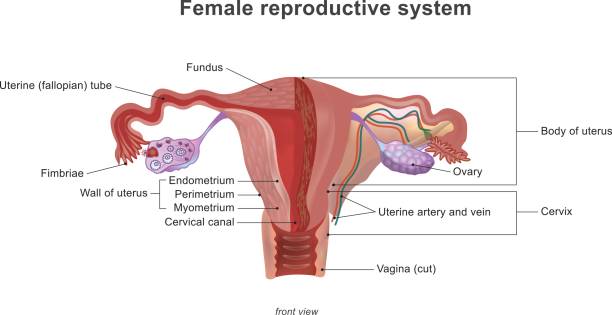 Female reproductive system
Fundus
Uterine (fallopian) tube
Body of uterus
Fimbriae
Ovary
Wall of uterus
Endometrium
Perimetrium
Myometrium
Cervical canal
Uterine artery and vein
Cervix
Vagina (cut)
front view